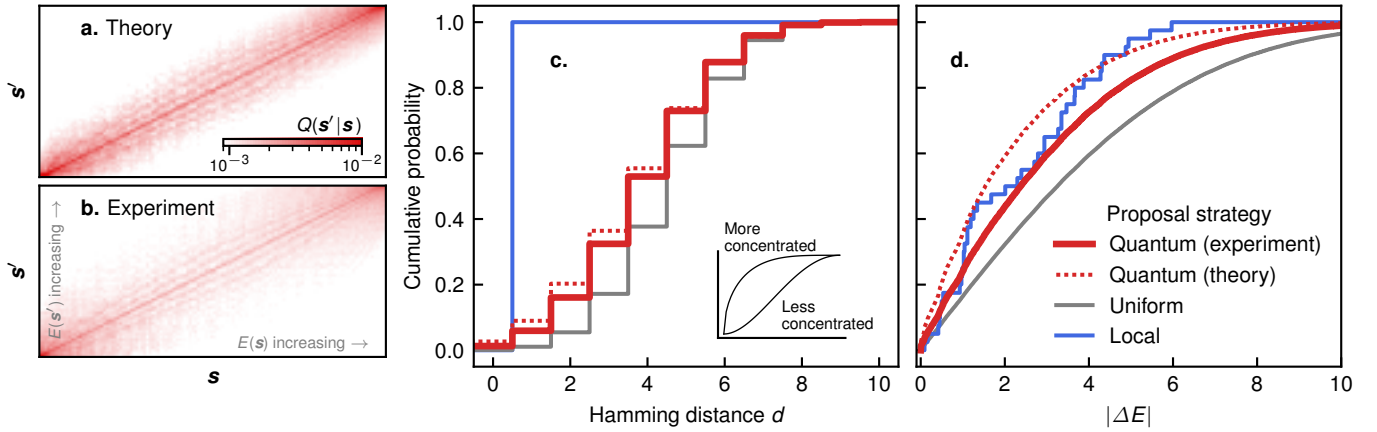 a. Theory
s′
Q(s′|s)
10⁻³ 10⁻²
b. Experiment
s′
E(s′) increasing →
E(s) increasing →
s
Cumulative probability
1.0
0.8
0.6
0.4
0.2
0.0
c.
More
concentrated
Less
concentrated
0 2 4 6 8 10
Hamming distance d
d.
Proposal strategy
Quantum (experiment)
Quantum (theory)
Uniform
Local
0 2 4 6 8 10
|ΔE|